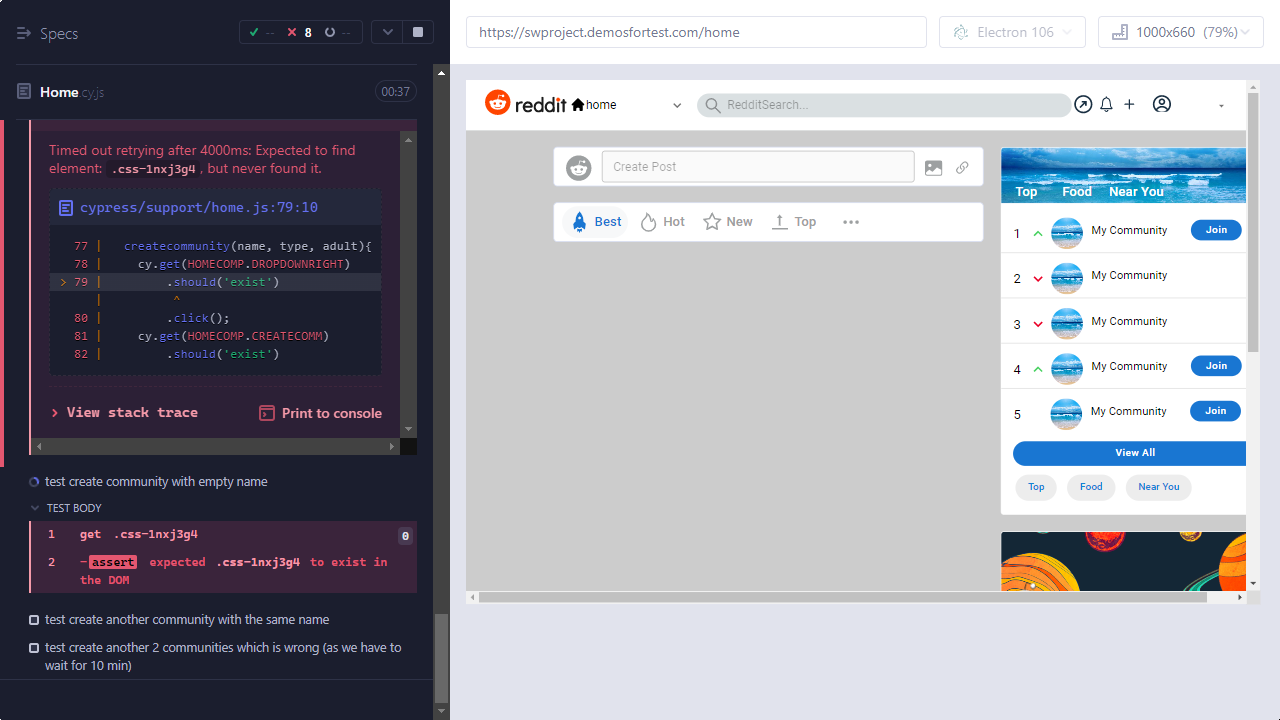 Specs
-- 8 --
Home.cy.js
00:37
Timed out retrying after 4000ms: Expected to find
element: .css-1nxj3g4, but never found it.
cypress/support/home.js:79:10
77 | createcommunity(name, type, adult){
78 | cy.get(HOMECOMP.DROPDOWNRIGHT)
> 79 | .should('exist')
| ^
80 | .click();
81 | cy.get(HOMECOMP.CREATECOMM)
82 | .should('exist')
> View stack trace
Print to console
test create community with empty name
TEST BODY
1 get .css-1nxj3g4 0
2 -assert expected .css-1nxj3g4 to exist in
the DOM
test create another community with the same name
test create another 2 communities which is wrong (as we have to
wait for 10 min)
https://swproject.demosfortest.com/home
Electron 106
1000x660 (79%)
reddit home
RedditSearch...
Create Post
Best
Hot
New
Top
Top
Food
Near You
1 My Community Join
2 My Community
3 My Community
4 My Community Join
5 My Community Join
View All
Top
Food
Near You